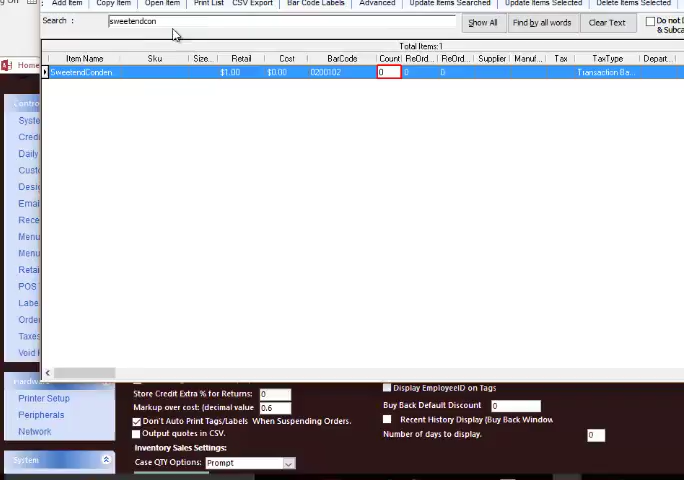 Add Item Copy Item Open Item Print List CSV Export Bar Code Labels Advanced Update Items Searched Update Items Selected Delete Items Selected
Search : sweetendcon Show All Find by all words Clear Text Do not D
& Subca
Total Items:1
Item Name Sku Size... Retail Cost BarCode Count ReOrd... ReOrd... Supplier Manuf... Tax TaxType Depart...
SweetendConden. $1.00 $0.00 0200102 0 0 0 Transaction Ba...
Home
Contro
Syste
Credi
Daily
Custo
Desig
Emai
Rece
Menu
Menu
Retai
POS
Labe
Orde
Taxes
Void R
Hardware
Printer Setup
Peripherals
Network
System
Store Credit Extra % for Returns: 0
Markup over cost: (decimal value 0.6
Don't Auto Print Tags/Labels When Suspending Orders.
Output quotes in CSV.
Inventory Sales Settings:
Case QTY Options: Prompt
Display EmployeeID on Tags
Buy Back Default Discount 0
Recent History Display (Buy Back Window
Number of days to display. 0